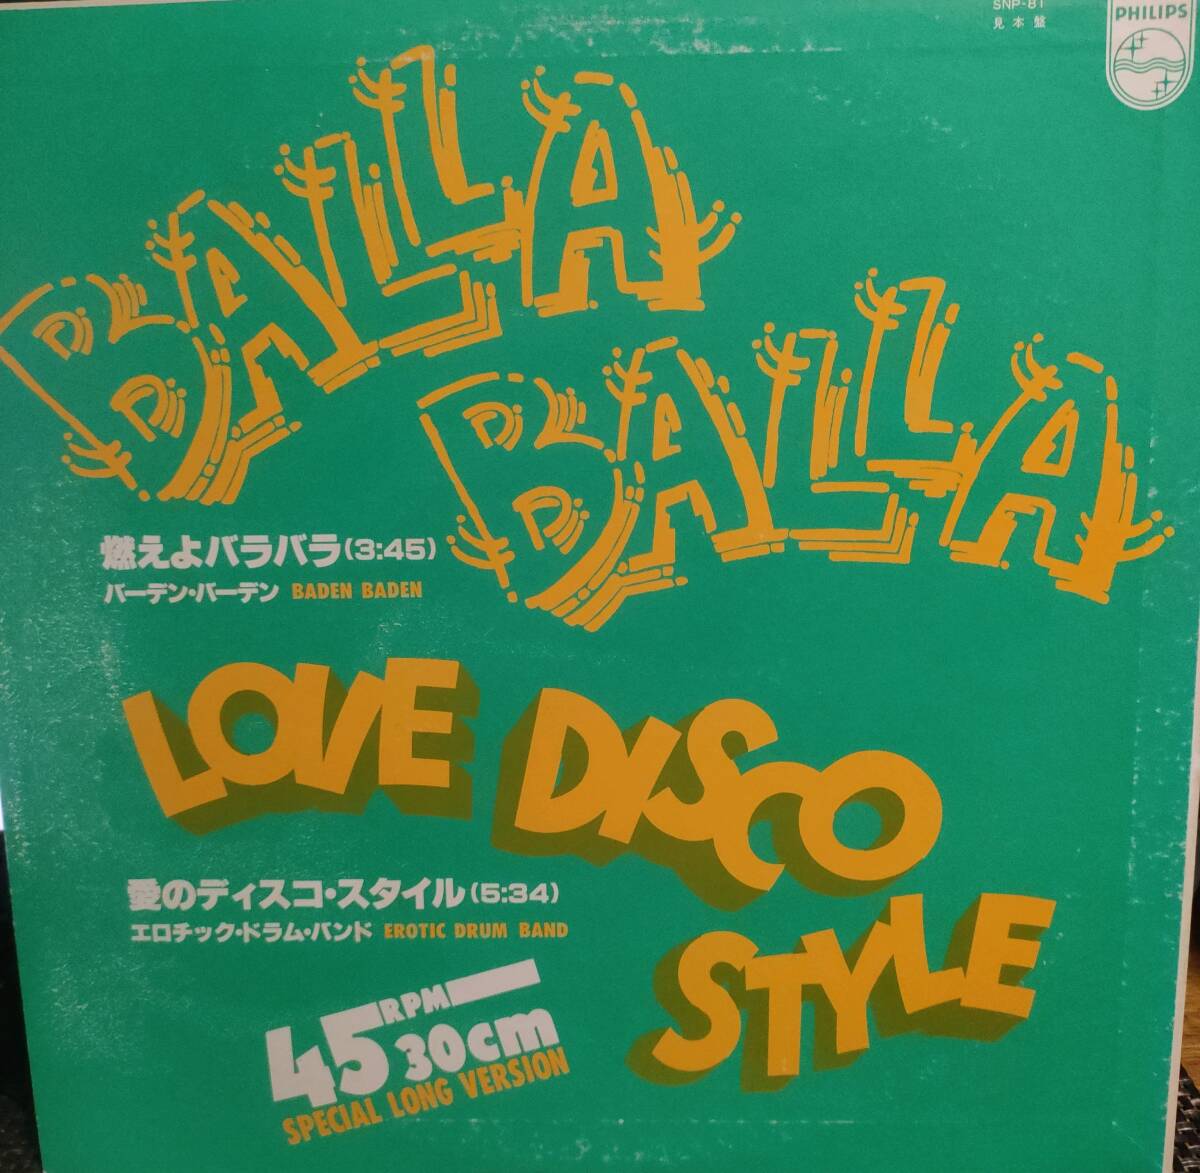 SNP-81
見本盤
PHILIPS
BALLA
BALLA
燃えよバラバラ(3:45)
バーデン・バーデン BADEN BADEN
LOVE DISCO
STYLE
愛のディスコ・スタイル(5:34)
エロチック・ドラム・バンド EROTIC DRUM BAND
45RPM
30cm
SPECIAL LONG VERSION